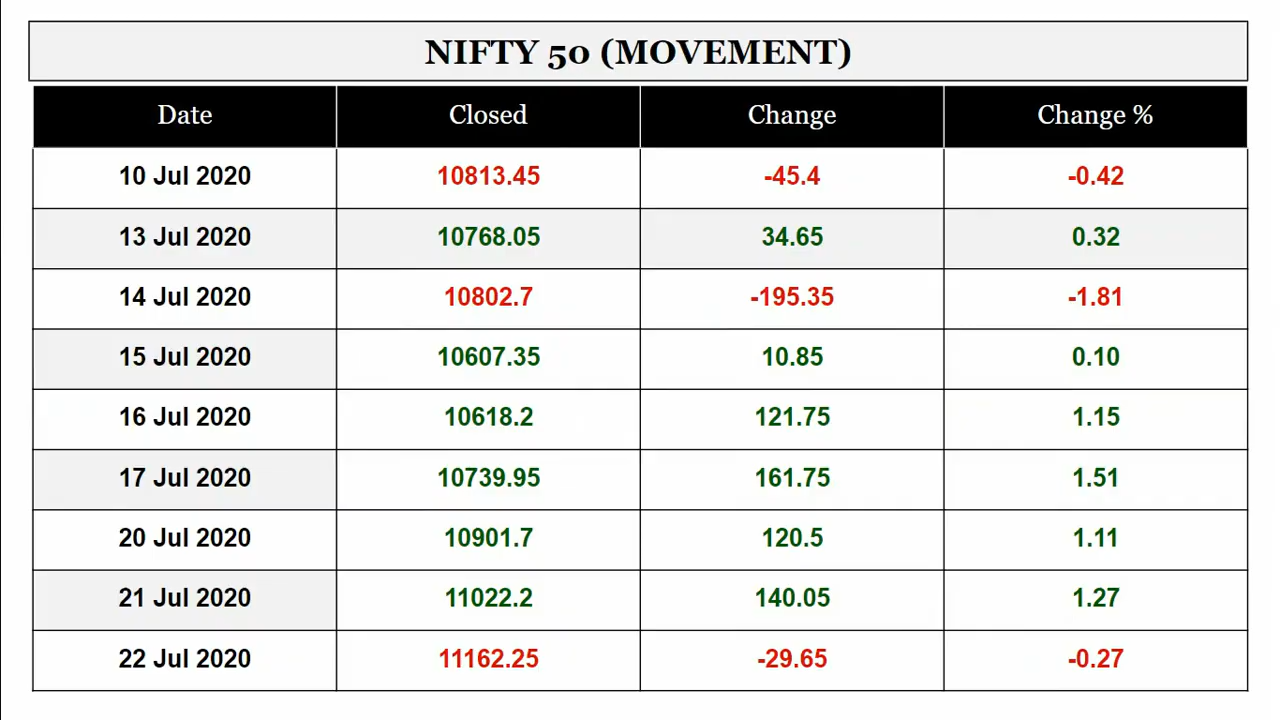 NIFTY 50 (MOVEMENT)
Date Closed Change Change %
10 Jul 2020 10813.45 -45.4 -0.42
13 Jul 2020 10768.05 34.65 0.32
14 Jul 2020 10802.7 -195.35 -1.81
15 Jul 2020 10607.35 10.85 0.10
16 Jul 2020 10618.2 121.75 1.15
17 Jul 2020 10739.95 161.75 1.51
20 Jul 2020 10901.7 120.5 1.11
21 Jul 2020 11022.2 140.05 1.27
22 Jul 2020 11162.25 -29.65 -0.27